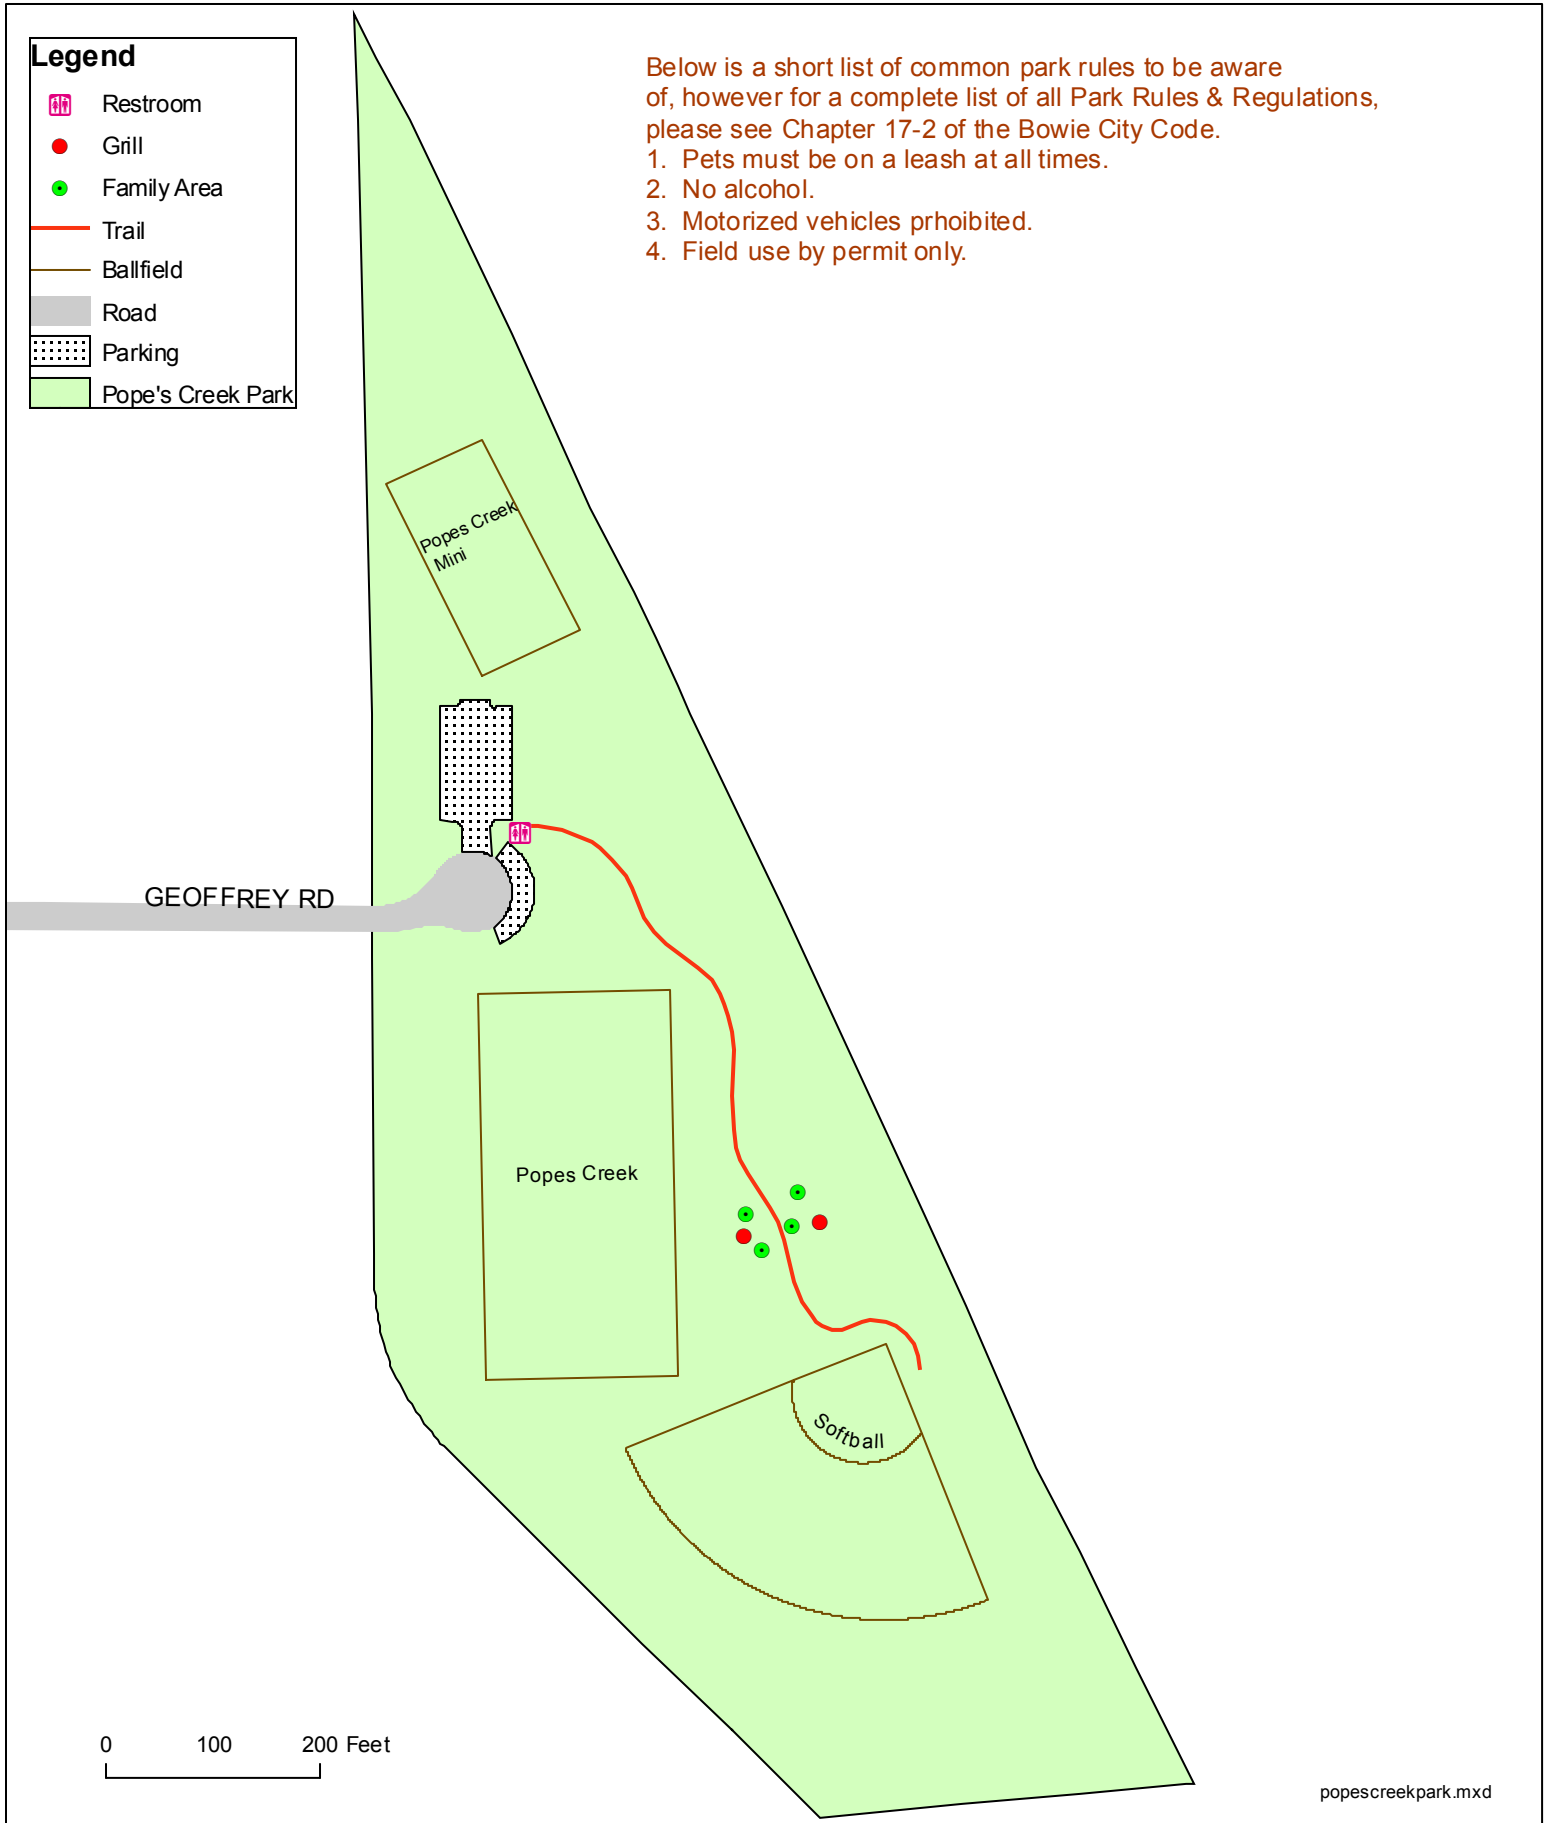 Legend
Restroom
Grill
Family Area
Trail
Ballfield
Road
Parking
Pope's Creek Park
Below is a short list of common park rules to be aware
of, however for a complete list of all Park Rules & Regulations,
please see Chapter 17-2 of the Bowie City Code.
1. Pets must be on a leash at all times.
2. No alcohol.
3. Motorized vehicles prhoibited.
4. Field use by permit only.
Popes Creek
Mini
GEOFFREY RD
Popes Creek
Softball
0 100 200 Feet
popescreekpark.mxd